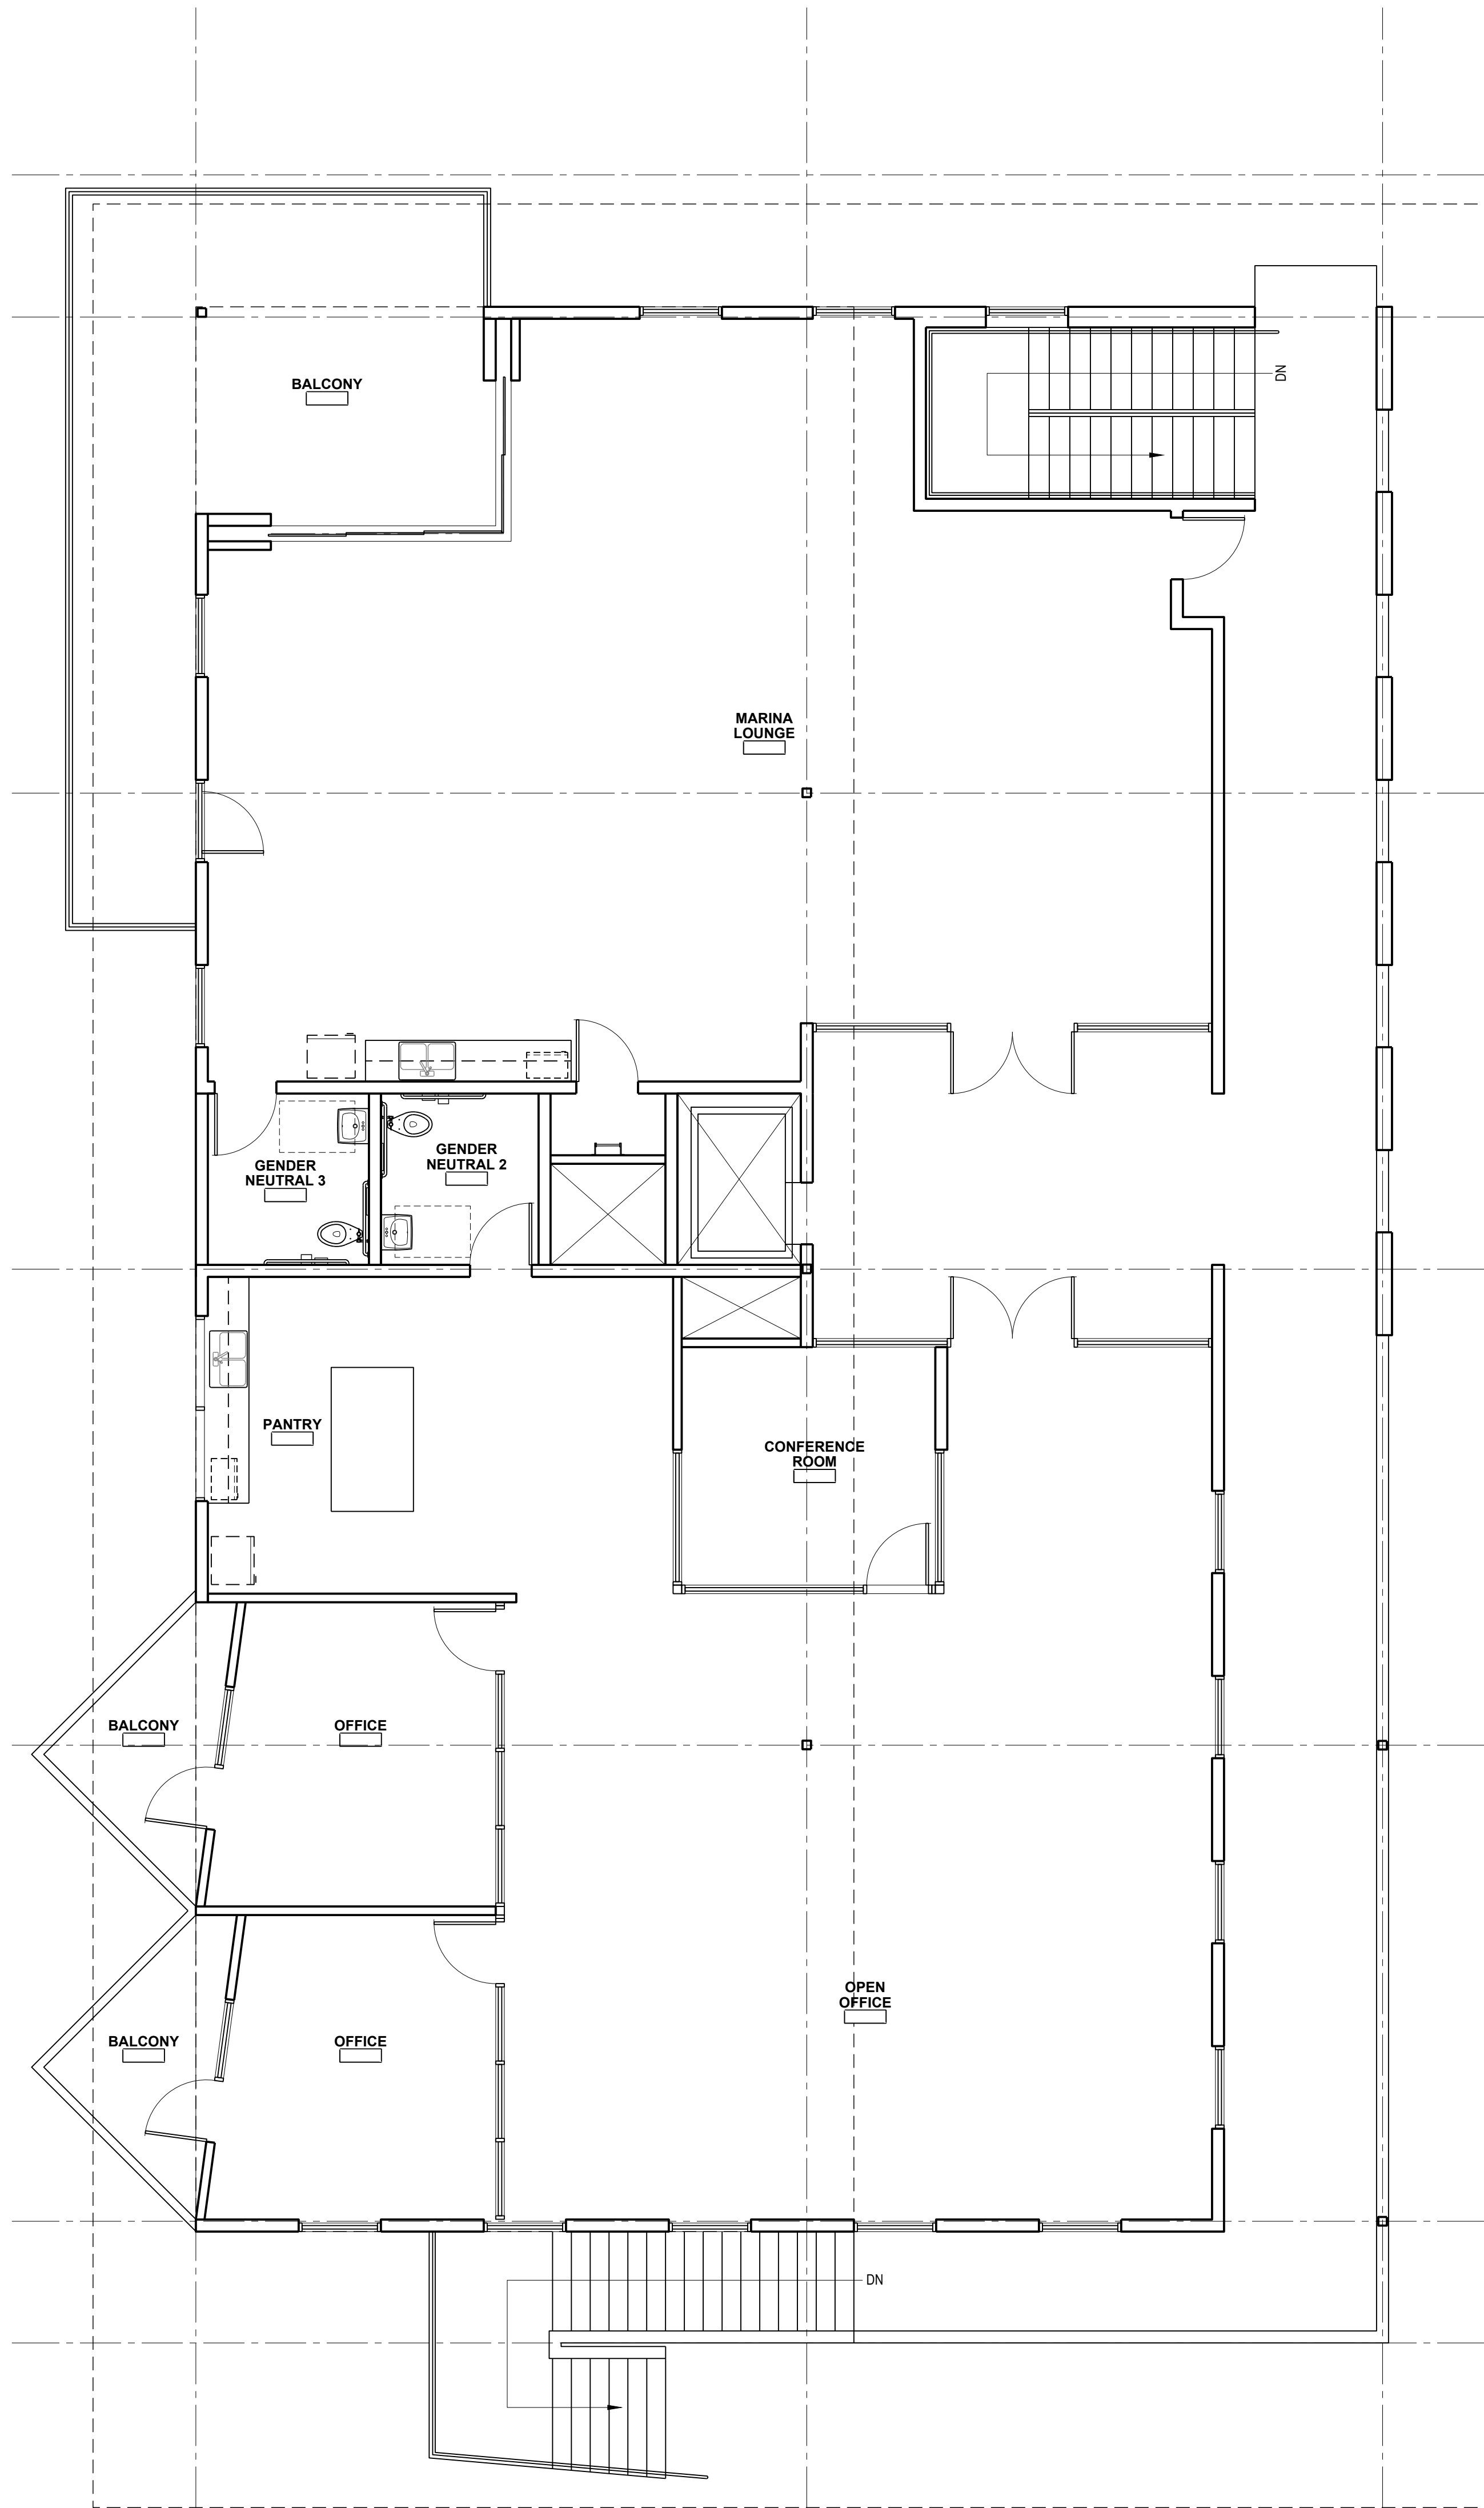 BALCONY
DN
MARINA
LOUNGE
GENDER
NEUTRAL 2
GENDER
NEUTRAL 3
PANTRY
CONFERENCE
ROOM
BALCONY
OFFICE
OPEN
OFFICE
BALCONY
OFFICE
DN